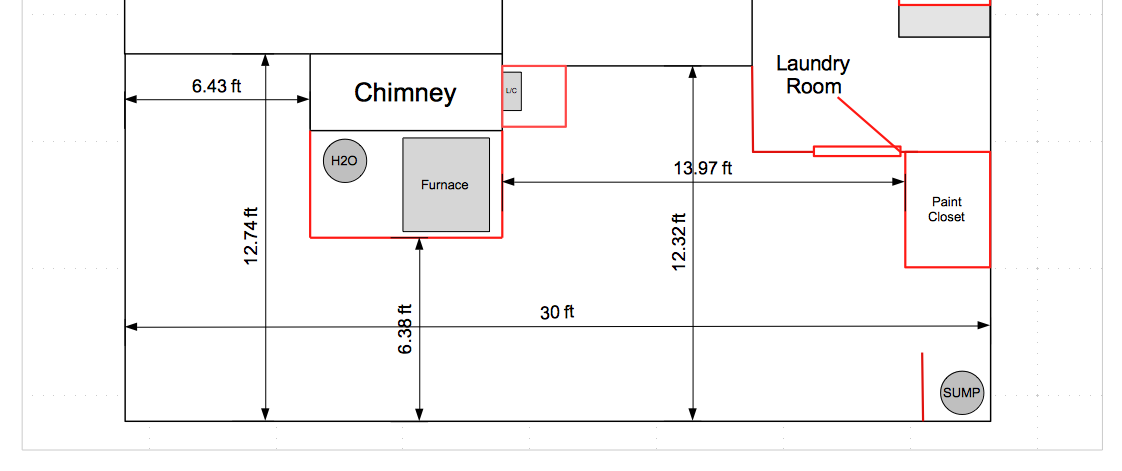 Laundry
Room
6.43 ft
Chimney
L/C
H2O
Furnace
13.97 ft
Paint
Closet
12.74 ft
12.32 ft
30 ft
6.38 ft
SUMP